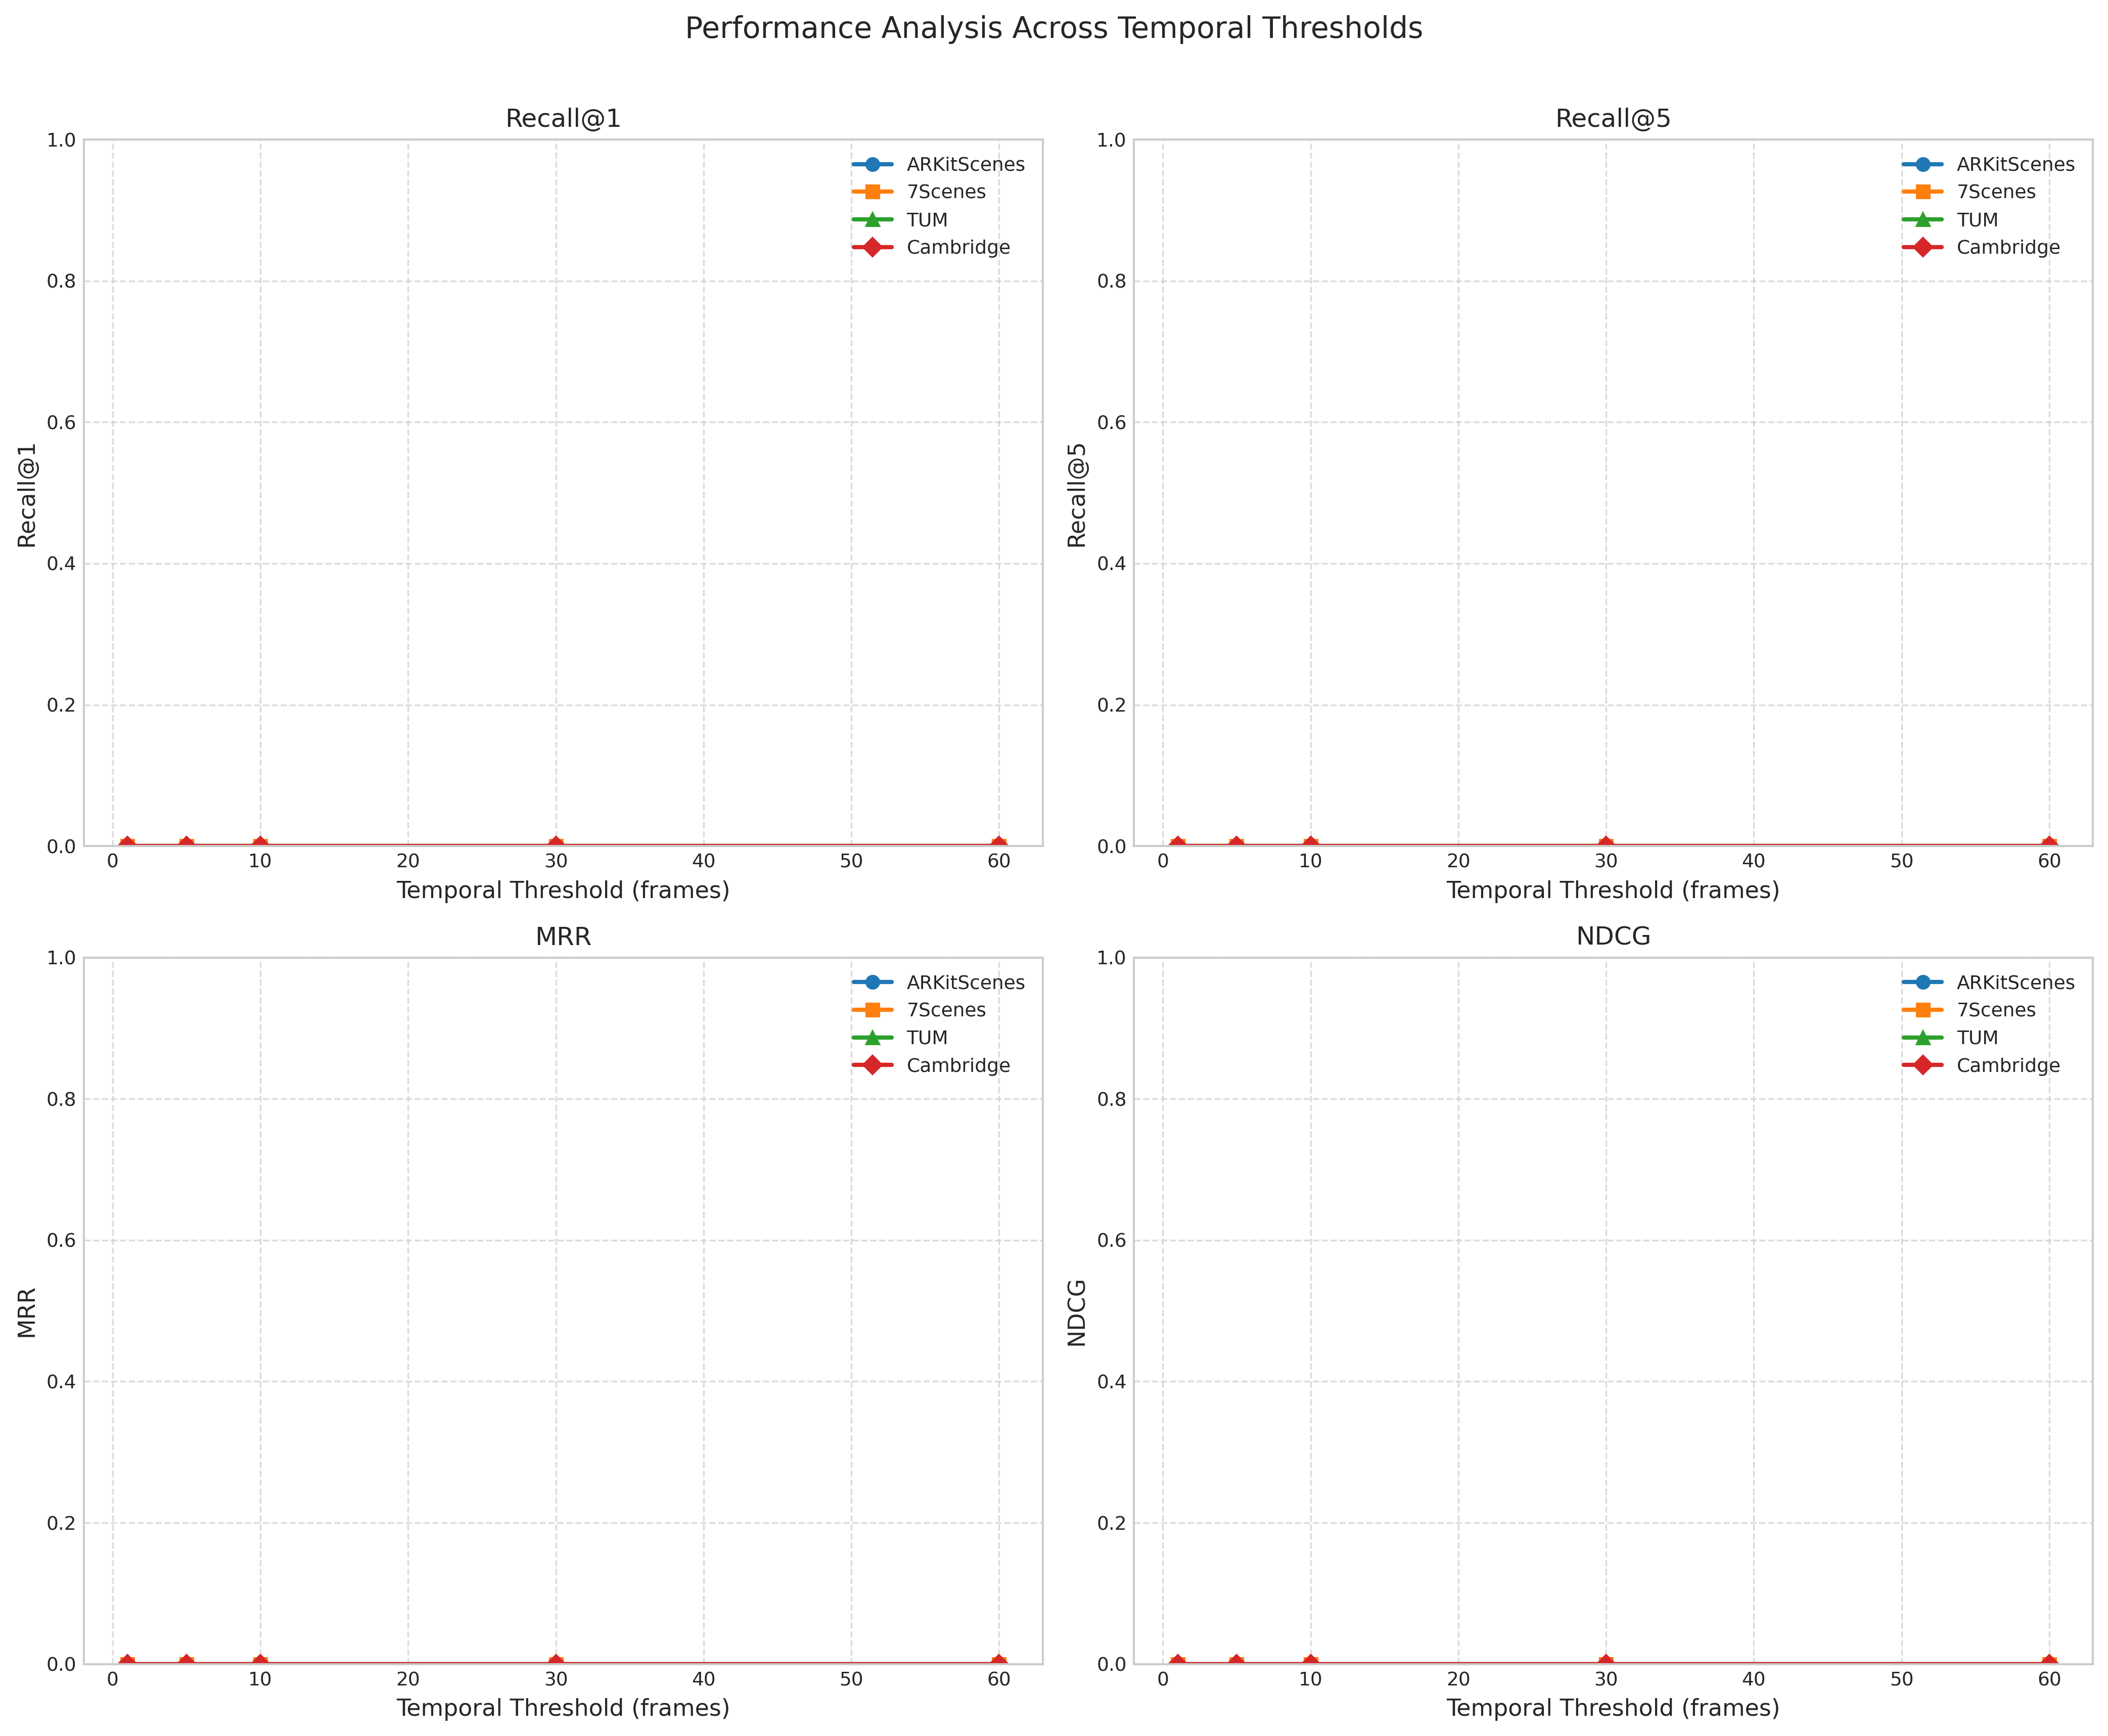 Performance Analysis Across Temporal Thresholds
Recall@1
1.0
0.8
0.6
0.4
0.2
0.0
Recall@1
ARKitScenes
7Scenes
TUM
Cambridge
0 10 20 30 40 50 60
Temporal Threshold (frames)
Recall@5
1.0
0.8
0.6
0.4
0.2
0.0
Recall@5
ARKitScenes
7Scenes
TUM
Cambridge
0 10 20 30 40 50 60
Temporal Threshold (frames)
MRR
1.0
0.8
0.6
0.4
0.2
0.0
MRR
ARKitScenes
7Scenes
TUM
Cambridge
0 10 20 30 40 50 60
Temporal Threshold (frames)
NDCG
1.0
0.8
0.6
0.4
0.2
0.0
NDCG
ARKitScenes
7Scenes
TUM
Cambridge
0 10 20 30 40 50 60
Temporal Threshold (frames)